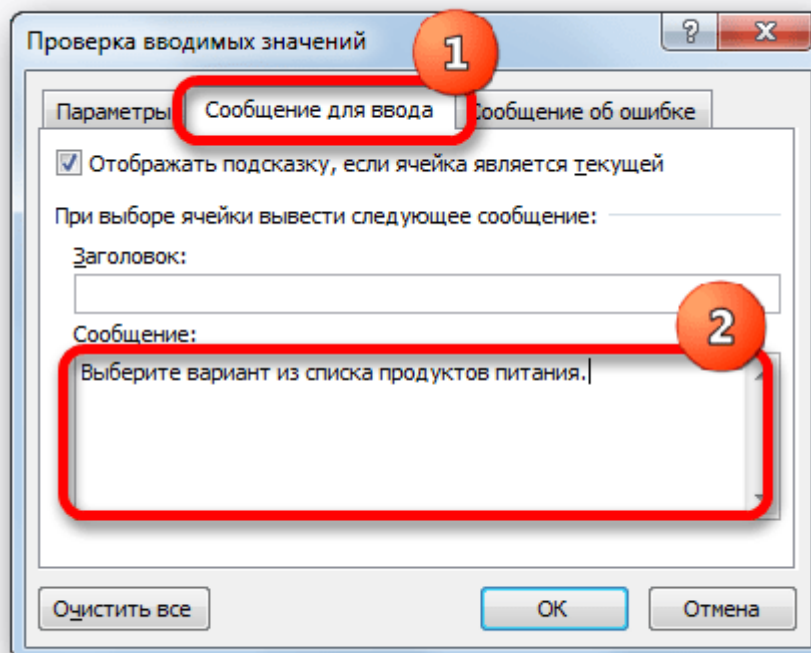 Проверка вводимых значений
1
Параметры Сообщение для ввода Сообщение об ошибке
Отображать подсказку, если ячейка является текущей
При выборе ячейки вывести следующее сообщение:
Заголовок:
2
Сообщение:
Выберите вариант из списка продуктов питания.
Очистить все ОК Отмена